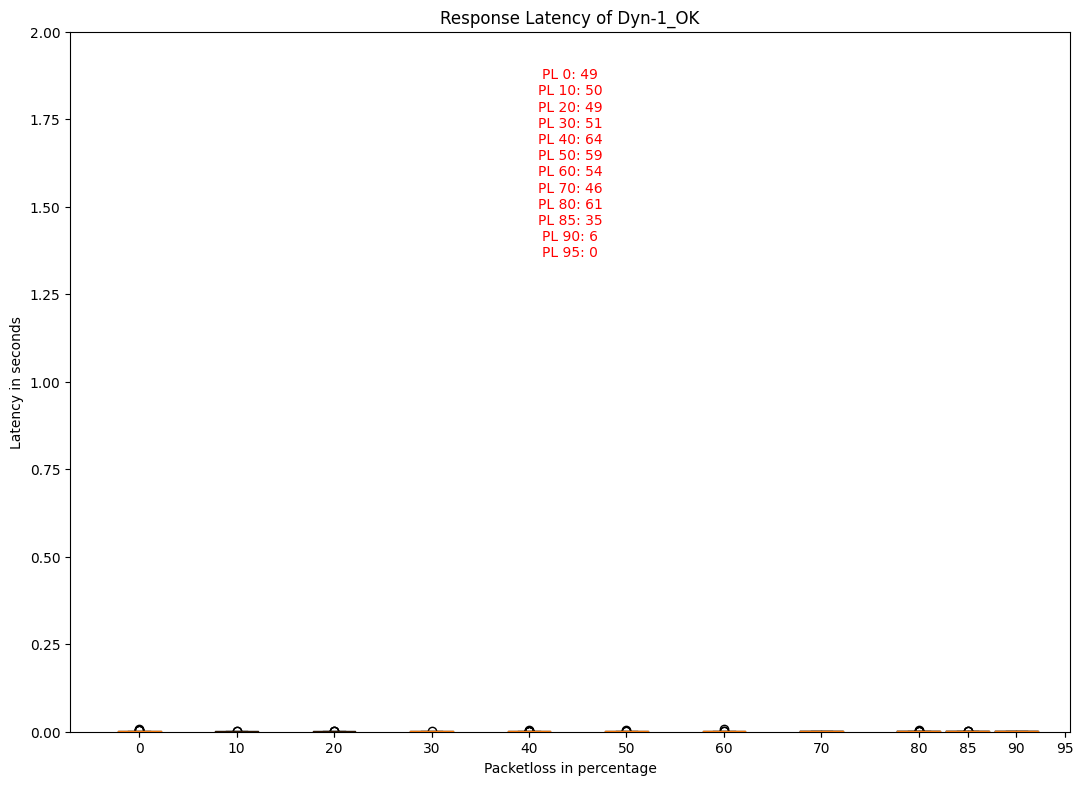 Response Latency of Dyn-1_OK
2.00
1.75
1.50
1.25
1.00
0.75
0.50
0.25
0.00
Latency in seconds
PL 0: 49
PL 10: 50
PL 20: 49
PL 30: 51
PL 40: 64
PL 50: 59
PL 60: 54
PL 70: 46
PL 80: 61
PL 85: 35
PL 90: 6
PL 95: 0
0 10 20 30 40 50 60 70 80 85 90 95
Packetloss in percentage